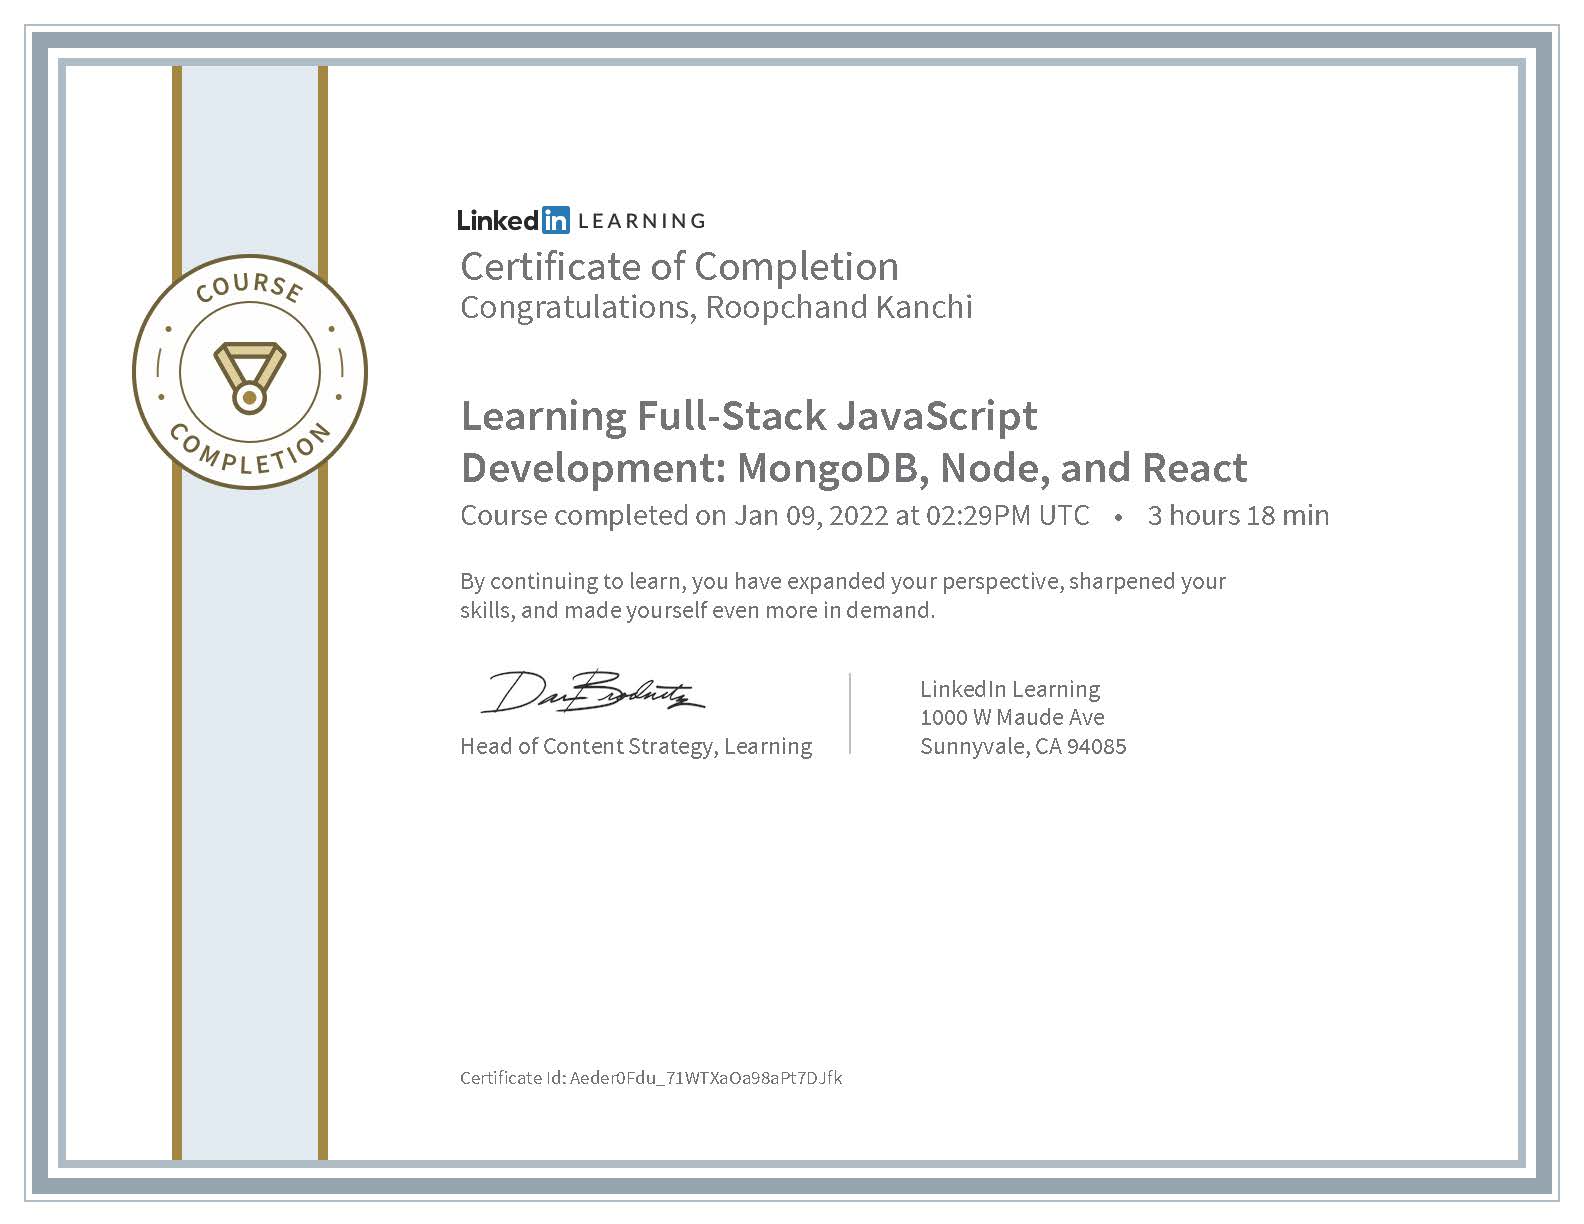 LinkedIn LEARNING
Certificate of Completion
Congratulations, Roopchand Kanchi
COURSE
COMPLETION
Learning Full-Stack JavaScript
Development: MongoDB, Node, and React
Course completed on Jan 09, 2022 at 02:29PM UTC • 3 hours 18 min
By continuing to learn, you have expanded your perspective, sharpened your
skills, and made yourself even more in demand.
Dan Brodnitz
Head of Content Strategy, Learning
LinkedIn Learning
1000 W Maude Ave
Sunnyvale, CA 94085
Certificate Id: Aeder0Fdu_71WTXaOa98aPt7DJfk